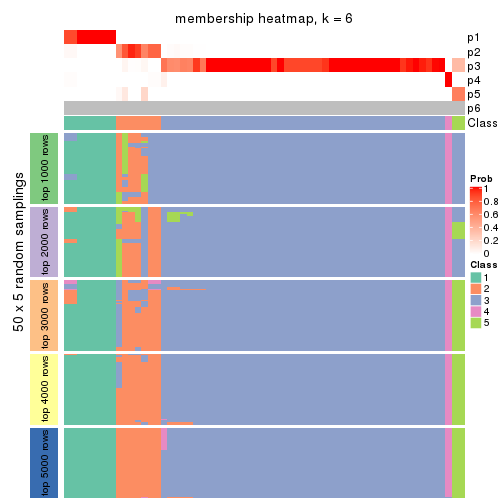 membership heatmap, k = 6
p1
p2
p3
p4
p5
p6
Class
50 x 5 random samplings
top 1000 rows
top 2000 rows
top 3000 rows
top 4000 rows
top 5000 rows
Prob
1
0.8
0.6
0.4
0.2
0
Class
1
2
3
4
5